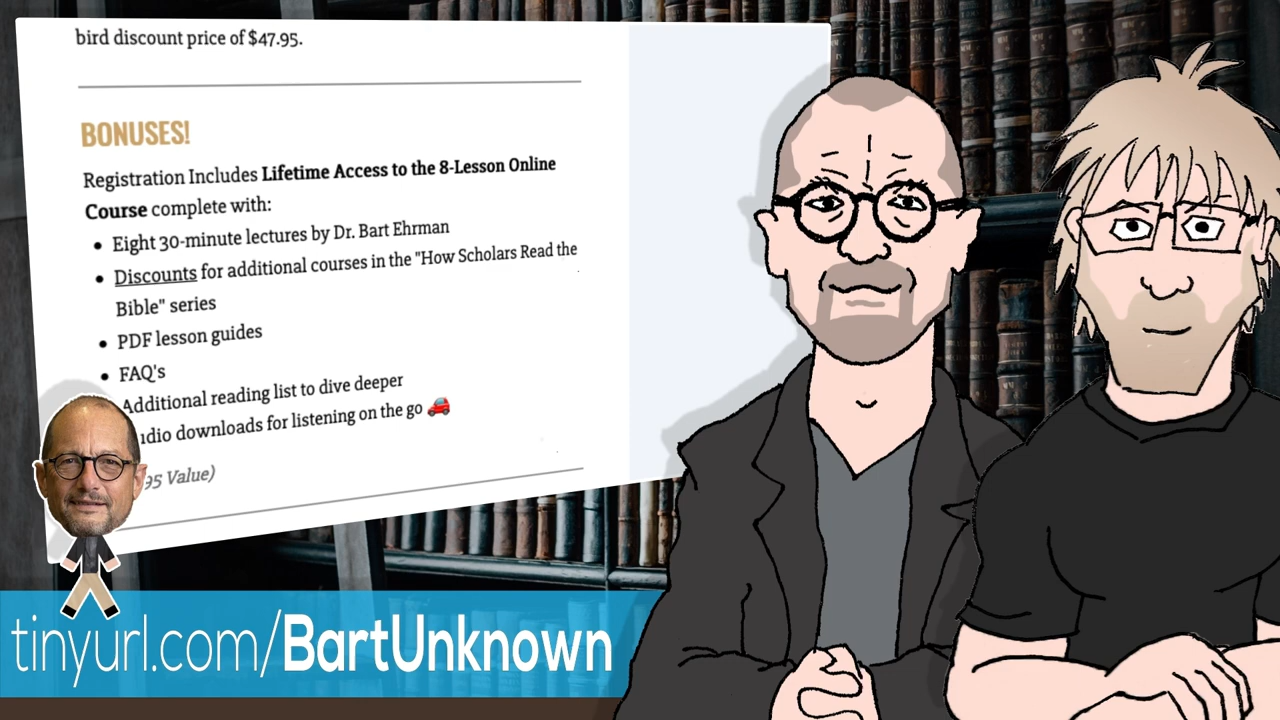 bird discount price of $47.95.
BONUSES!
Registration Includes Lifetime Access to the 8-Lesson Online
Course complete with:
• Eight 30-minute lectures by Dr. Bart Ehrman
• Discounts for additional courses in the "How Scholars Read the
Bible" series
• PDF lesson guides
• FAQ's
Additional reading list to dive deeper
downloads for listening on the go
Value)
tinyurl.com/BartUnknown